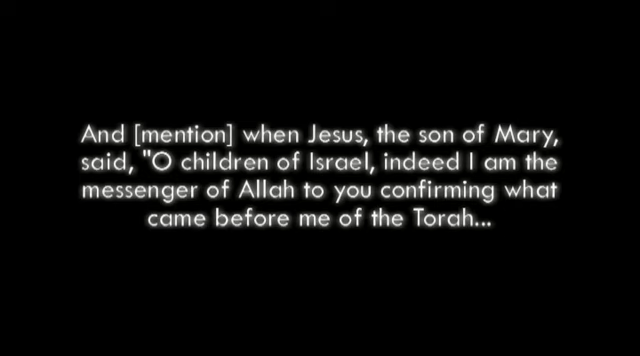 And [mention] when Jesus, the son of Mary,
said, "O children of Israel, indeed I am the
messenger of Allah to you confirming what
came before me of the Torah...